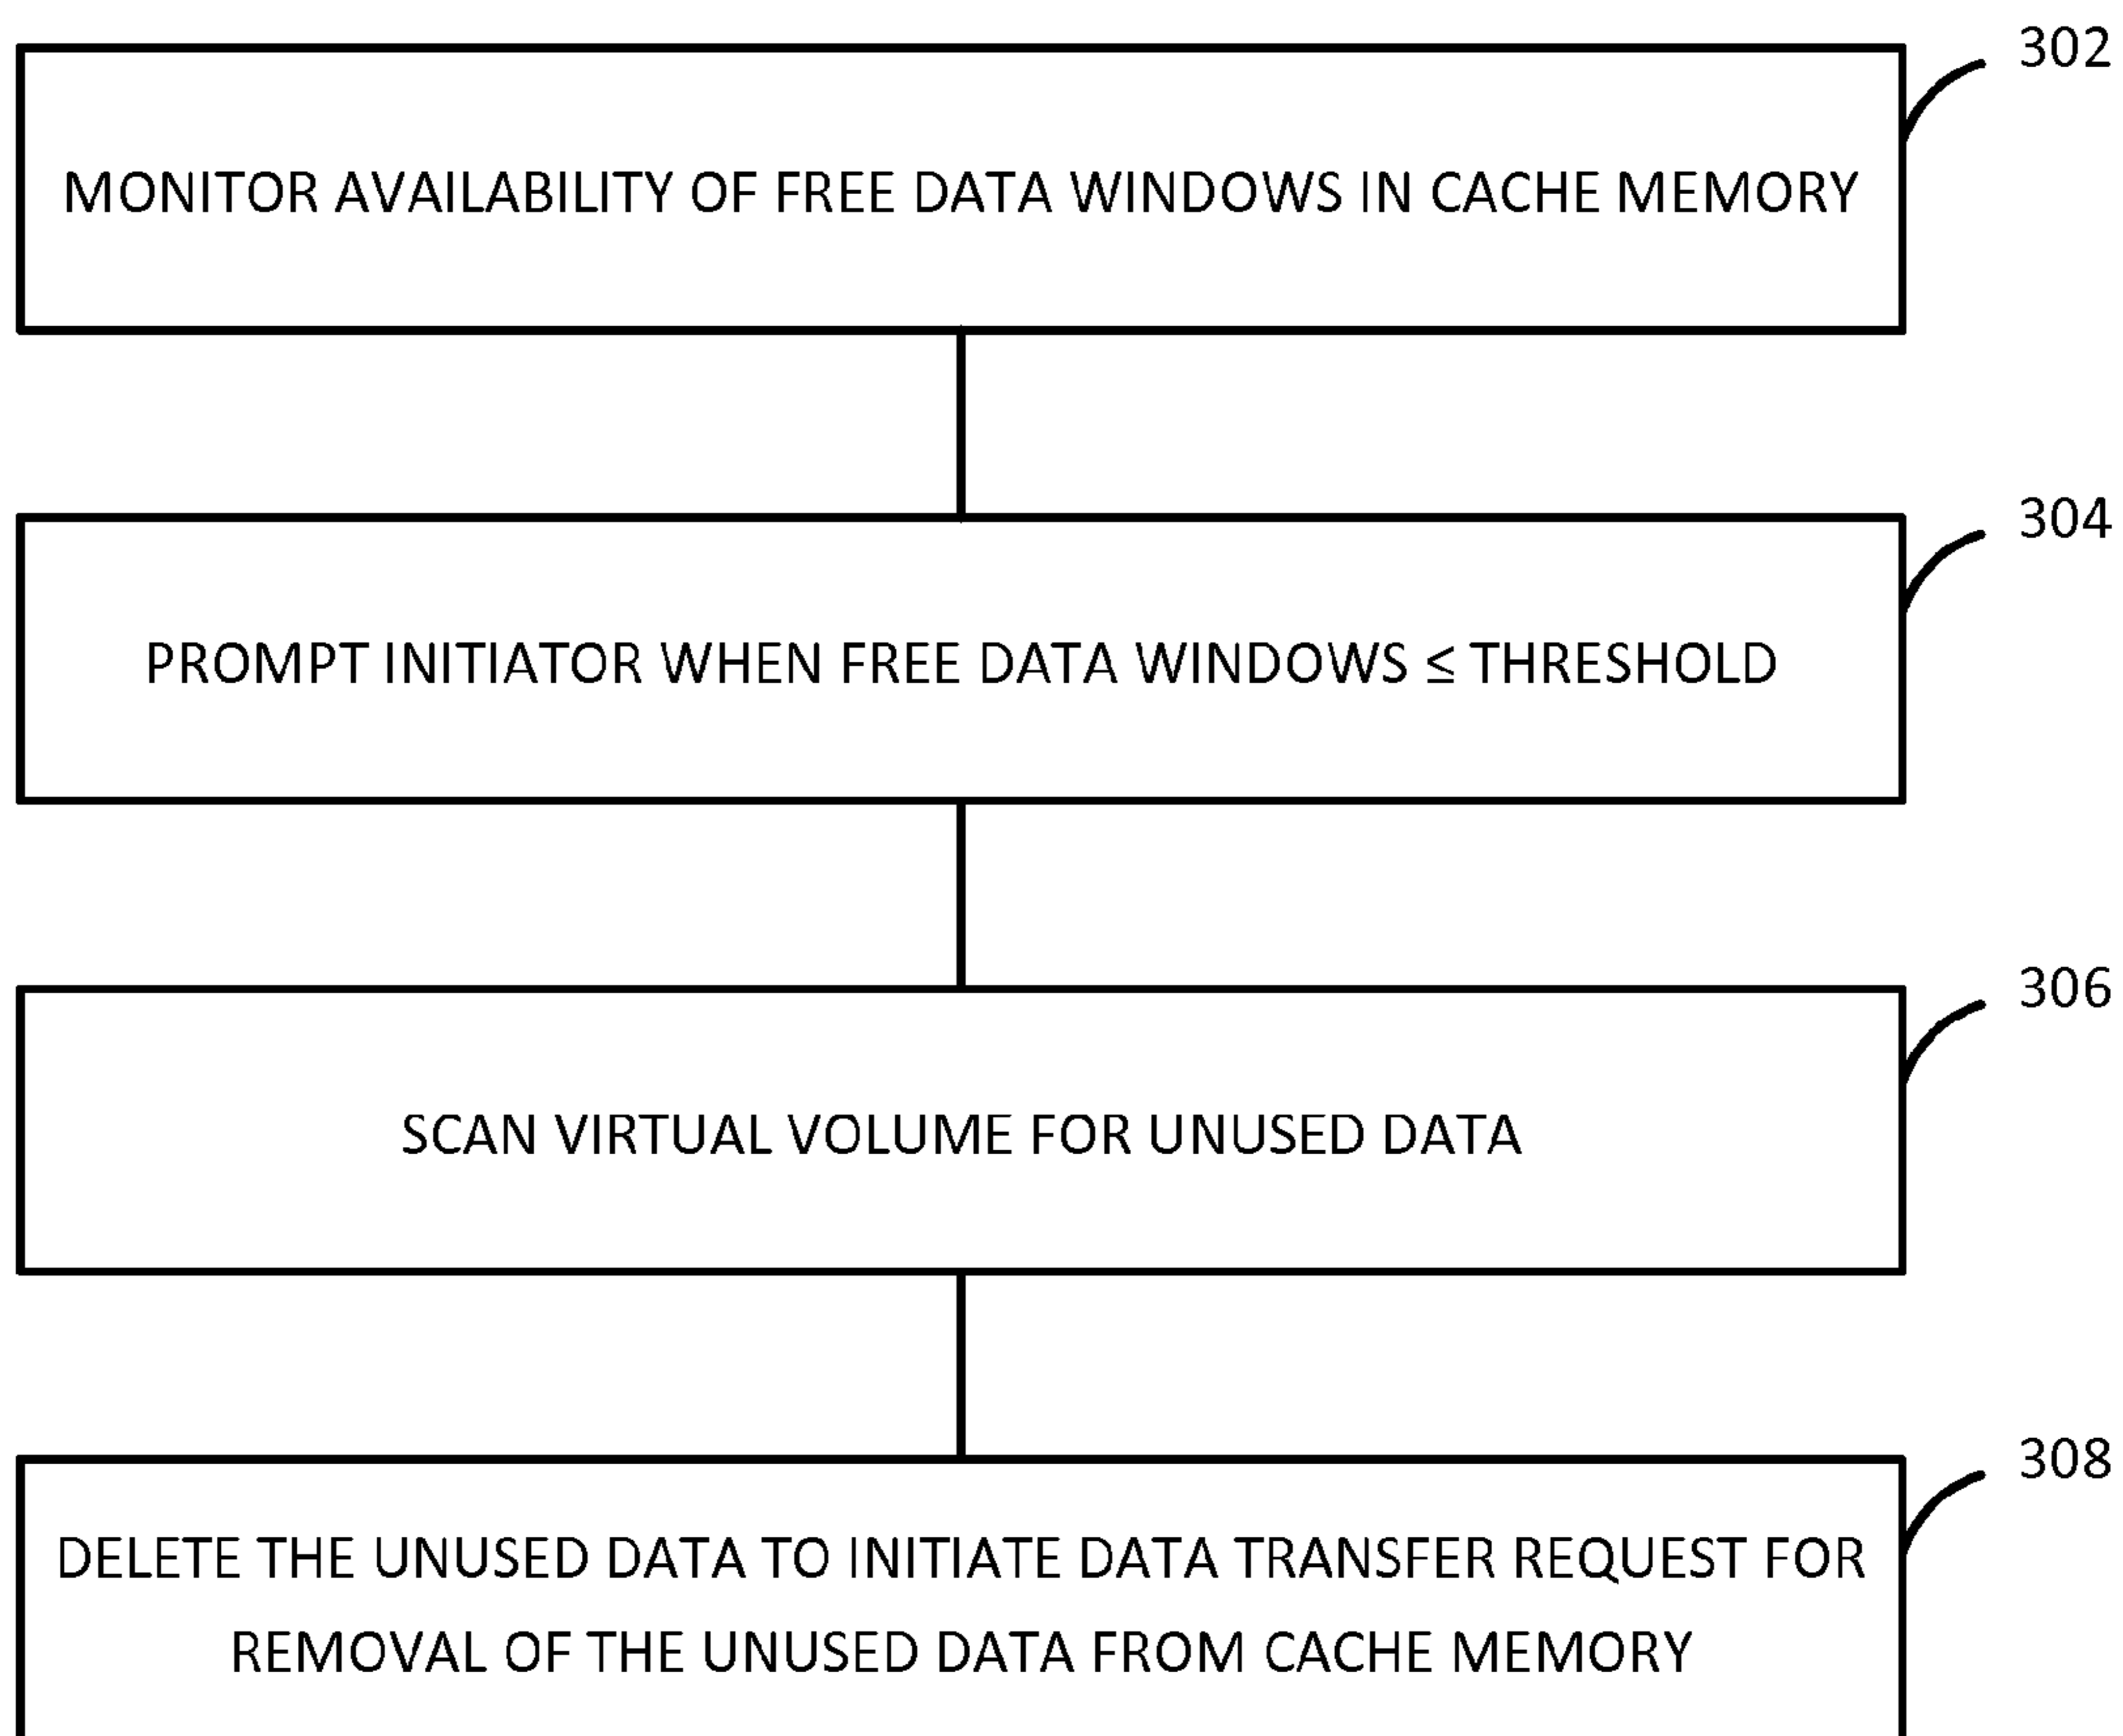 302
MONITOR AVAILABILITY OF FREE DATA WINDOWS IN CACHE MEMORY
304
PROMPT INITIATOR WHEN FREE DATA WINDOWS ≤ THRESHOLD
306
SCAN VIRTUAL VOLUME FOR UNUSED DATA
308
DELETE THE UNUSED DATA TO INITIATE DATA TRANSFER REQUEST FOR
REMOVAL OF THE UNUSED DATA FROM CACHE MEMORY